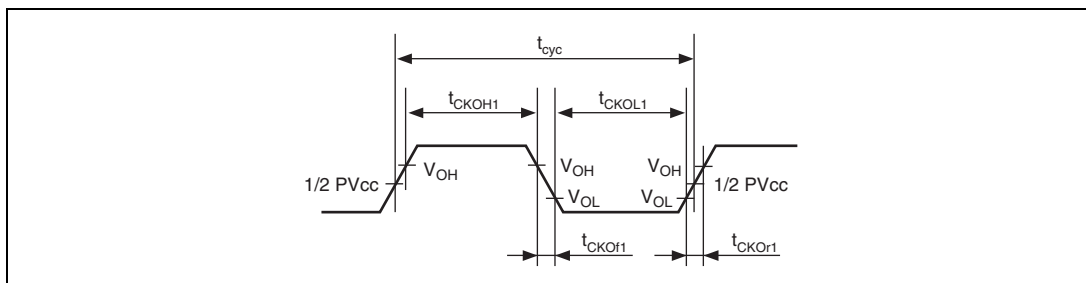 tcyc
tCKOH1 tCKOL1
VOH VOH VOH
1/2 PVcc 1/2 PVcc
VOL VOL
tCKOf1 tCKOr1